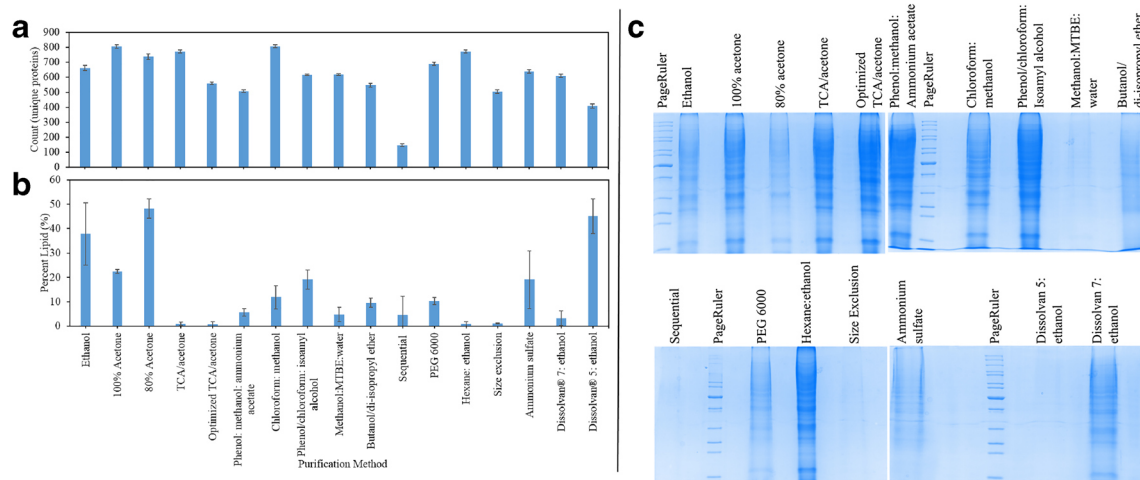 a
Count (unique proteins)
900
800
700
600
500
400
300
200
100
0
b
Percent Lipid (%)
60
50
40
30
20
10
0
Ethanol
100% Acetone
80% Acetone
TCA/acetone
Optimized TCA/acetone
Phenol: methanol: ammonium
acetate
Chloroform: methanol
Phenol/chloroform: isoamyl
alcohol
Methanol:MTBE:water
Butanol/di-isopropyl ether
Sequential
PEG 6000
Hexane: ethanol
Size exclusion
Ammonium sulfate
Dissolvan® 7: ethanol
Dissolvan® 5: ethanol
Purification Method
c
PageRuler
Ethanol
100% acetone
80% acetone
TCA/acetone
Optimized
TCA/acetone
Phenol:methanol:
Ammonium acetate
PageRuler
Chloroform:
methanol
Phenol/chloroform:
Isoamyl alcohol
Methanol:MTBE:
water
Butanol/
di-isopropyl ether
Sequential
PageRuler
PEG 6000
Hexane:ethanol
Size Exclusion
Ammonium
sulfate
PageRuler
Dissolvan 5:
ethanol
Dissolvan 7:
ethanol